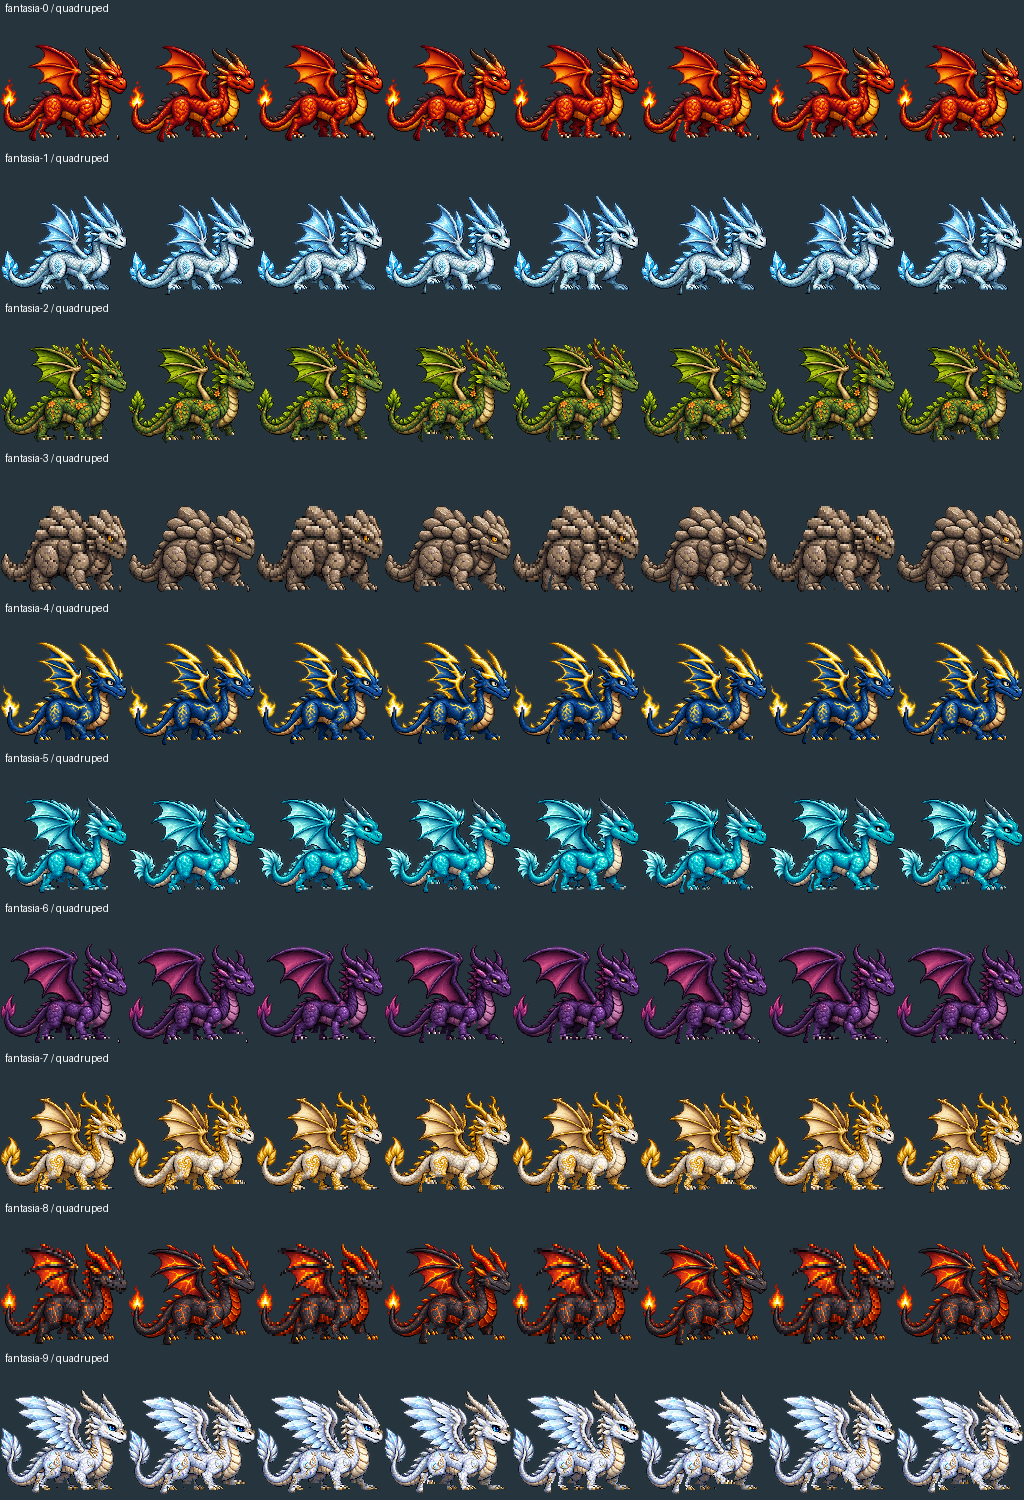 fantasia-0 / quadruped
fantasia-1 / quadruped
fantasia-2 / quadruped
fantasia-3 / quadruped
fantasia-4 / quadruped
fantasia-5 / quadruped
fantasia-6 / quadruped
fantasia-7 / quadruped
fantasia-8 / quadruped
fantasia-9 / quadruped